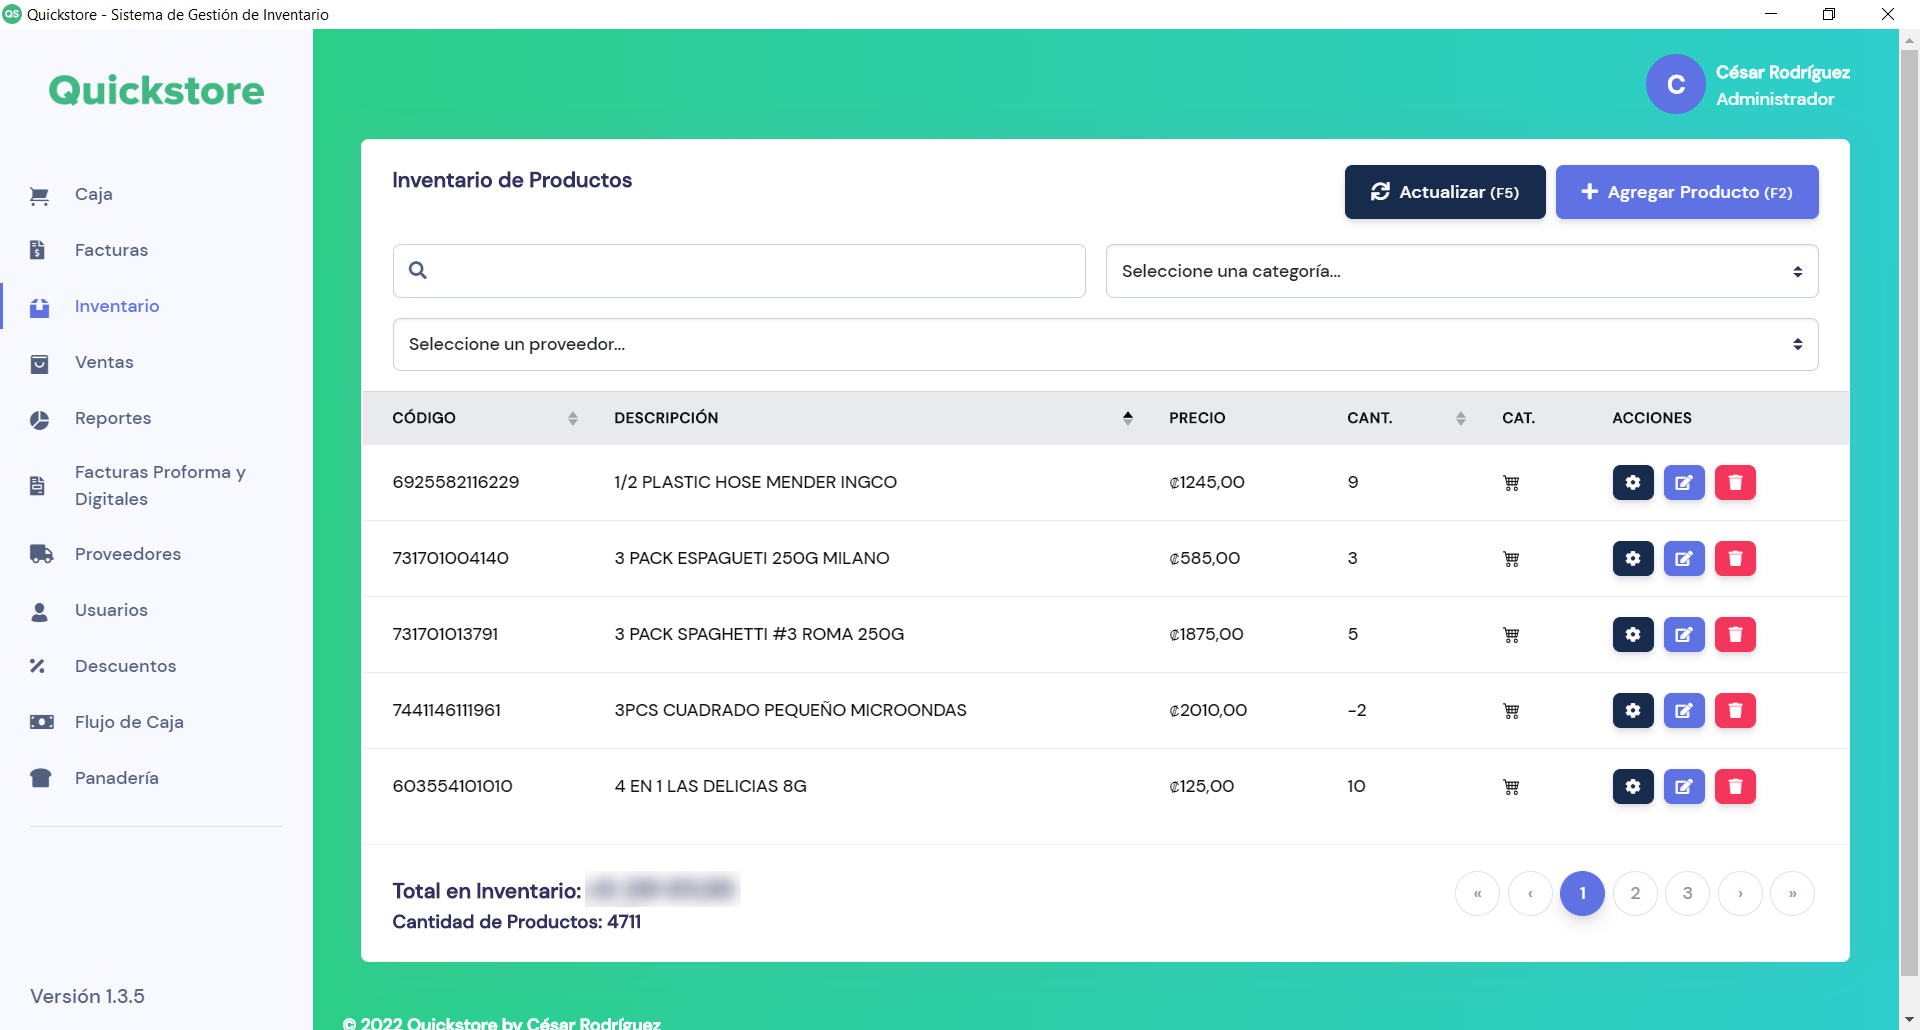 Quickstore - Sistema de Gestión de Inventario
Quickstore
César Rodríguez
C
Administrador
Caja
Facturas
Inventario
Ventas
Reportes
Facturas Proforma y
Digitales
Proveedores
Usuarios
Descuentos
Flujo de Caja
Panadería
Versión 1.3.5
Inventario de Productos
Actualizar (F5)
Agregar Producto (F2)
Seleccione una categoría...
Seleccione un proveedor...
CÓDIGO DESCRIPCIÓN PRECIO CANT. CAT. ACCIONES
6925582116229 1/2 PLASTIC HOSE MENDER INGCO ₡1245,00 9
731701004140 3 PACK ESPAGUETI 250G MILANO ₡585,00 3
731701013791 3 PACK SPAGHETTI #3 ROMA 250G ₡1875,00 5
7441146111961 3PCS CUADRADO PEQUEÑO MICROONDAS ₡2010,00 -2
603554101010 4 EN 1 LAS DELICIAS 8G ₡125,00 10
Total en Inventario:
Cantidad de Productos: 4711
« ‹ 1 2 3 › »
© 2022 Quickstore by César Rodríguez